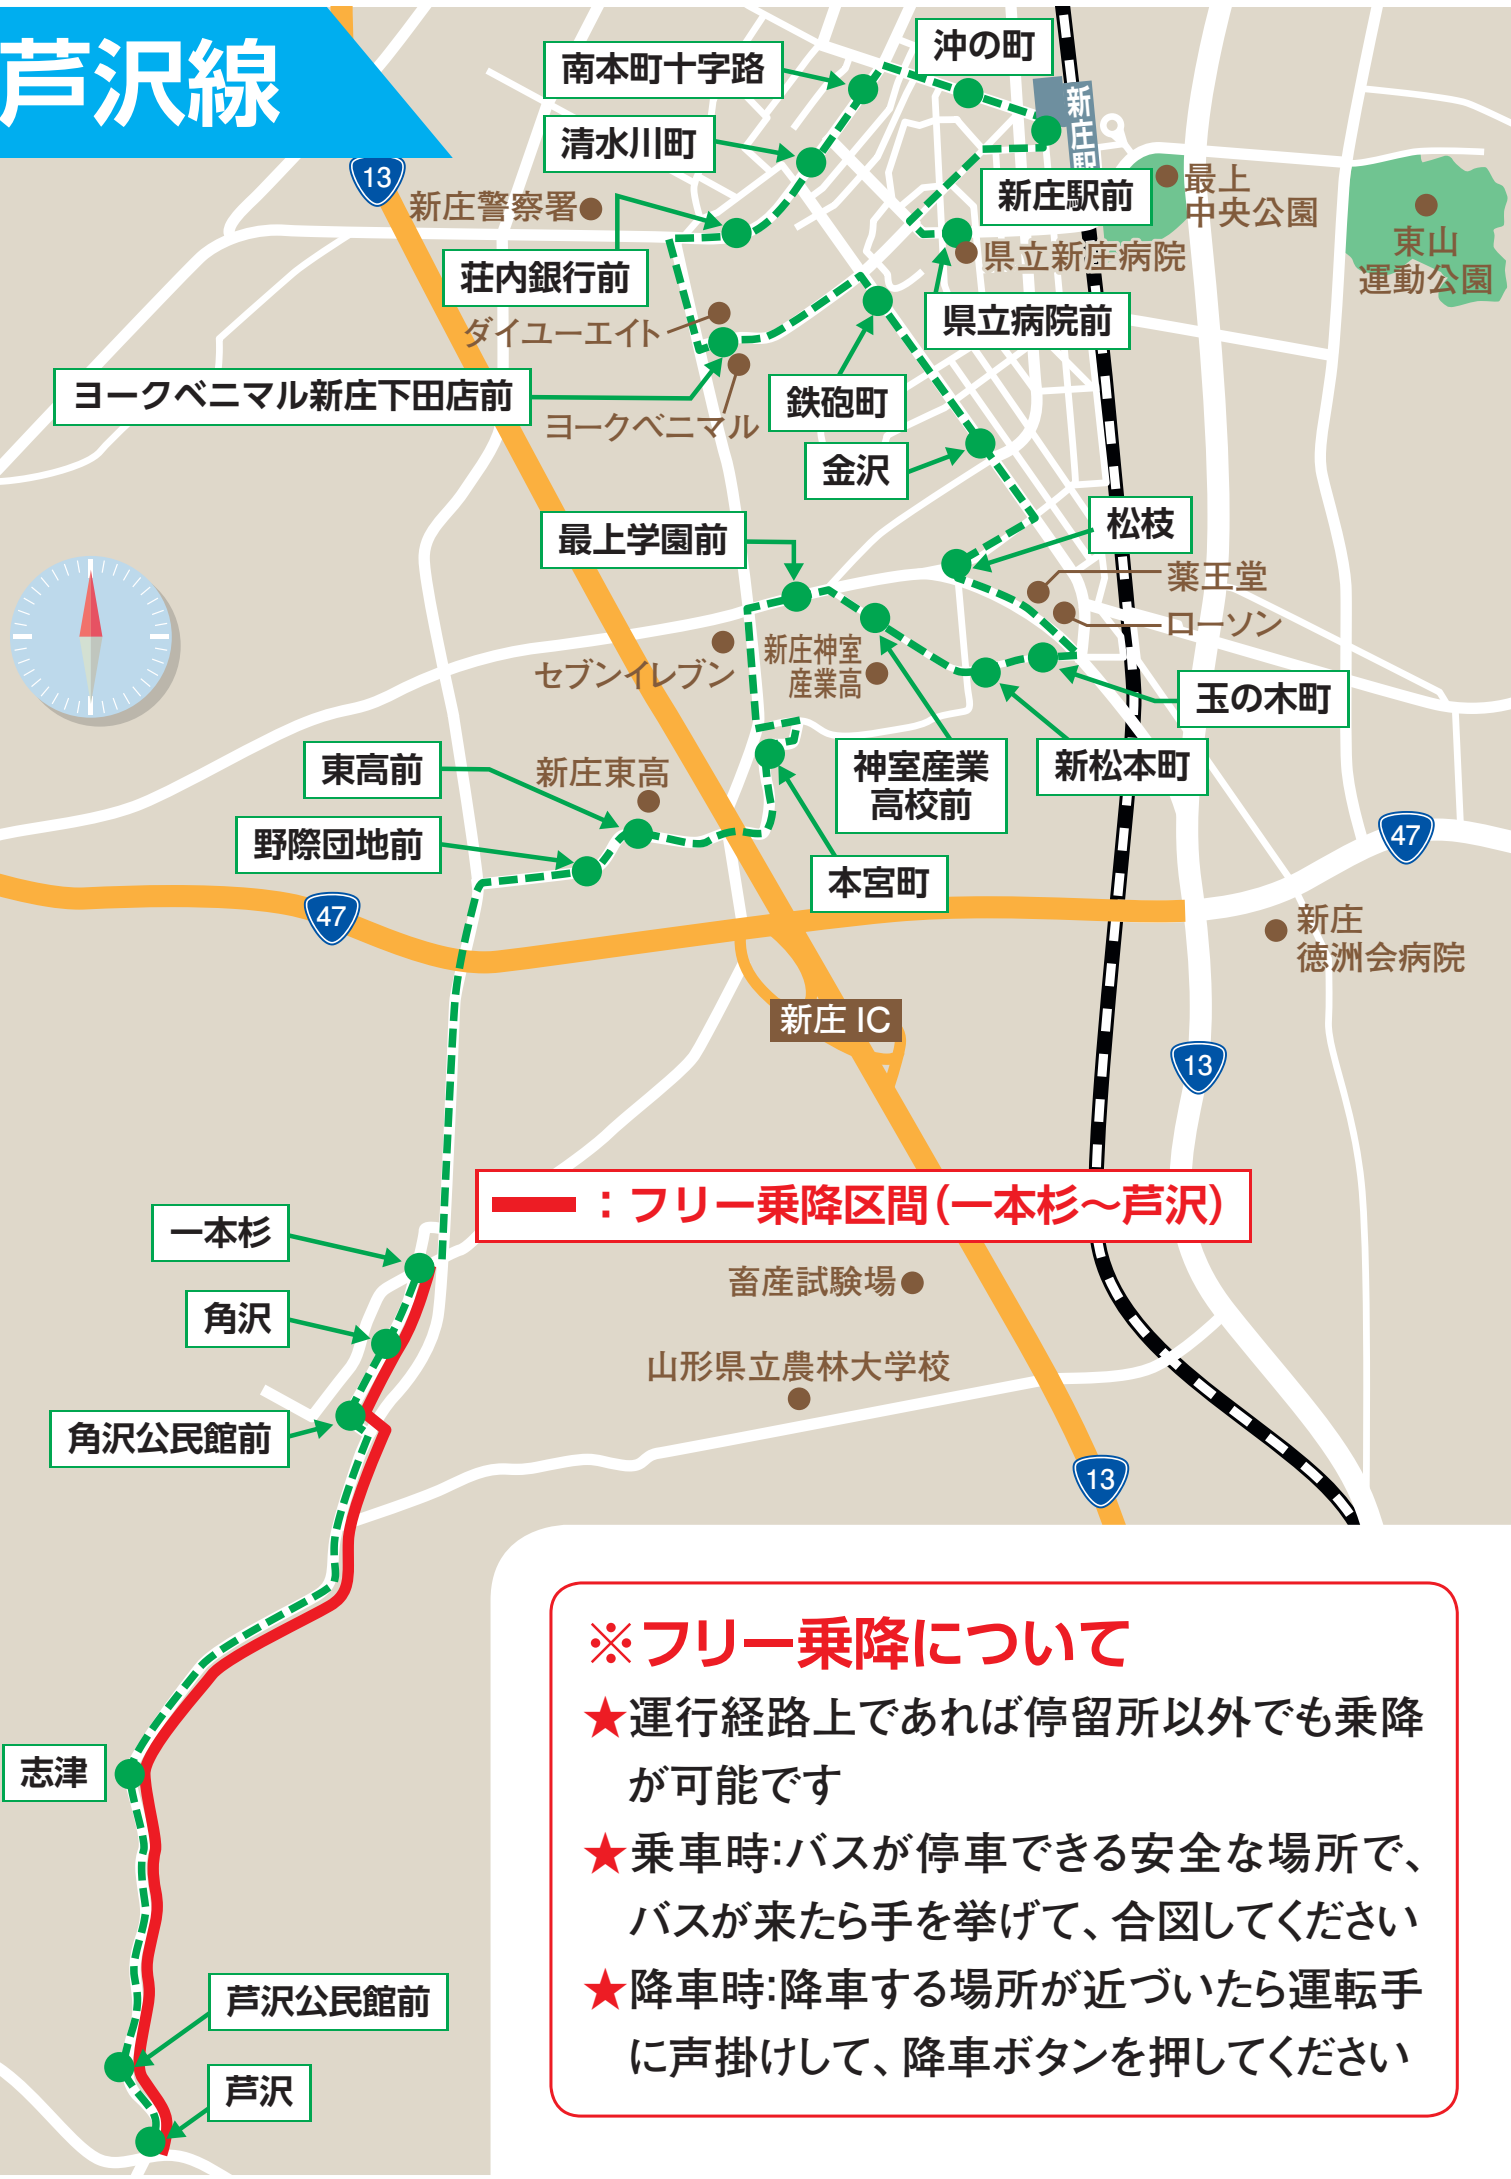 芦沢線
沖の町
南本町十字路
新庄駅
清水川町
13
新庄警察署
新庄駅前
最上
中央公園
東山
運動公園
荘内銀行前
県立新庄病院
ダイユーエイト
県立病院前
ヨークベニマル新庄下田店前
ヨークベニマル
鉄砲町
金沢
最上学園前
松枝
薬王堂
ローソン
セブンイレブン
新庄神室
産業高
玉の木町
東高前
新庄東高
神室産業
高校前
新松本町
野際団地前
本宮町
47
47
新庄
徳洲会病院
新庄 IC
13
:フリー乗降区間(一本杉〜芦沢)
一本杉
畜産試験場
角沢
山形県立農林大学校
角沢公民館前
13
※フリー乗降について
★運行経路上であれば停留所以外でも乗降
が可能です
志津
★乗車時:バスが停車できる安全な場所で、
バスが来たら手を挙げて、合図してください
★降車時:降車する場所が近づいたら運転手
に声掛けして、降車ボタンを押してください
芦沢公民館前
芦沢